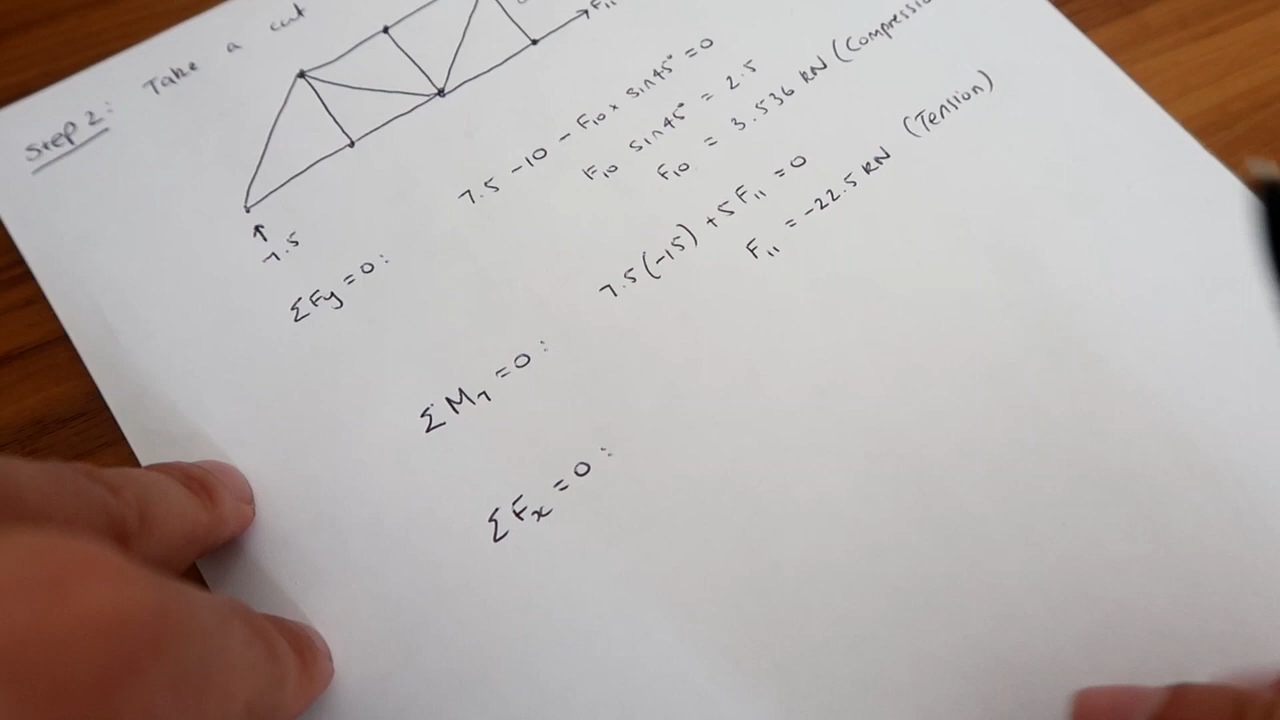 Step 2: Take a cut
F₁₁
7.5
ΣFy = 0:
7.5 - 10 - F₁₀ × sin45° = 0
F₁₀ sin45° = 2.5
F₁₀ = 3.536 kN (Compressio
ΣM₇ = 0:
7.5(-15) + 5F₁₁ = 0
F₁₁ = -22.5 kN (Tension)
ΣFx = 0: